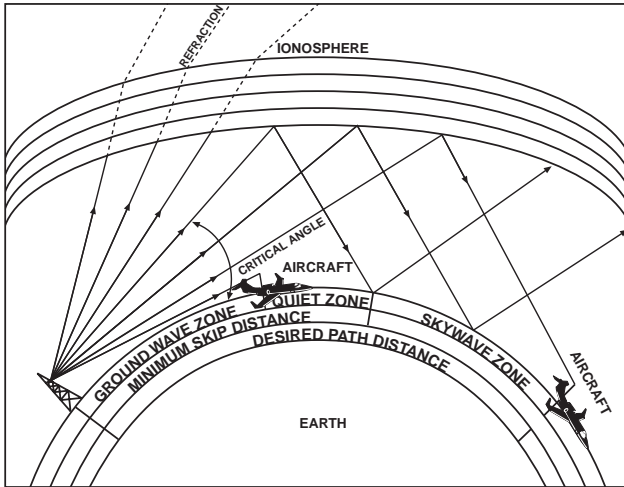 REFRACTION
IONOSPHERE
CRITICAL ANGLE
AIRCRAFT
GROUND WAVE ZONE
QUIET ZONE
SKYWAVE ZONE
MINIMUM SKIP DISTANCE
DESIRED PATH DISTANCE
AIRCRAFT
EARTH